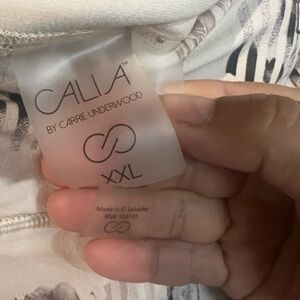 CALIA™
BY CARRIE UNDERWOOD
XXL
Made in El Salvador